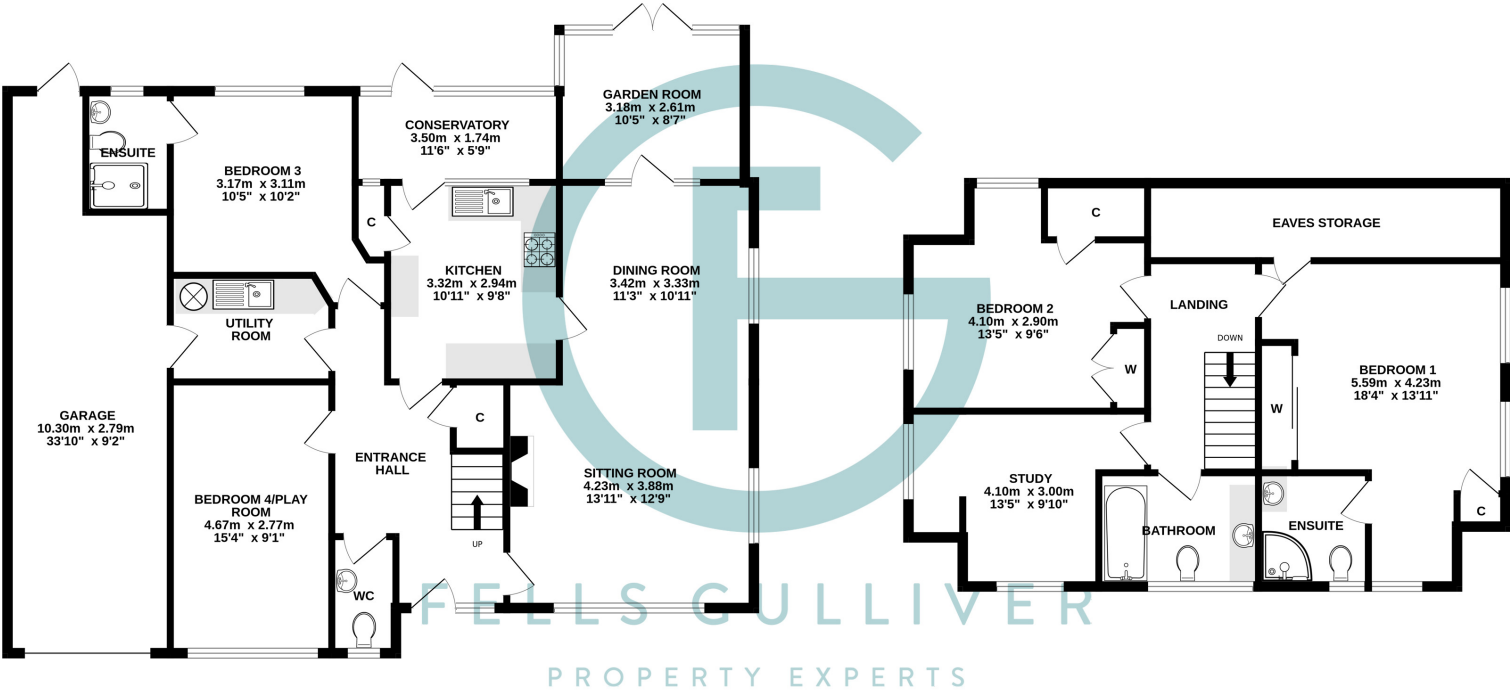 GARDEN ROOM
3.18m x 2.61m
10'5" x 8'7"
CONSERVATORY
3.50m x 1.74m
11'6" x 5'9"
ENSUITE
BEDROOM 3
3.17m x 3.11m
10'5" x 10'2"
C
KITCHEN
3.32m x 2.94m
10'11" x 9'8"
DINING ROOM
3.42m x 3.33m
11'3" x 10'11"
UTILITY
ROOM
GARAGE
10.30m x 2.79m
33'10" x 9'2"
C
ENTRANCE
HALL
SITTING ROOM
4.23m x 3.88m
13'11" x 12'9"
BEDROOM 4/PLAY
ROOM
4.67m x 2.77m
15'4" x 9'1"
UP
WC
C
EAVES STORAGE
LANDING
BEDROOM 2
4.10m x 2.90m
13'5" x 9'6"
DOWN
W
BEDROOM 1
5.59m x 4.23m
18'4" x 13'11"
W
STUDY
4.10m x 3.00m
13'5" x 9'10"
C
BATHROOM
ENSUITE
FELLS GULLIVER
PROPERTY EXPERTS